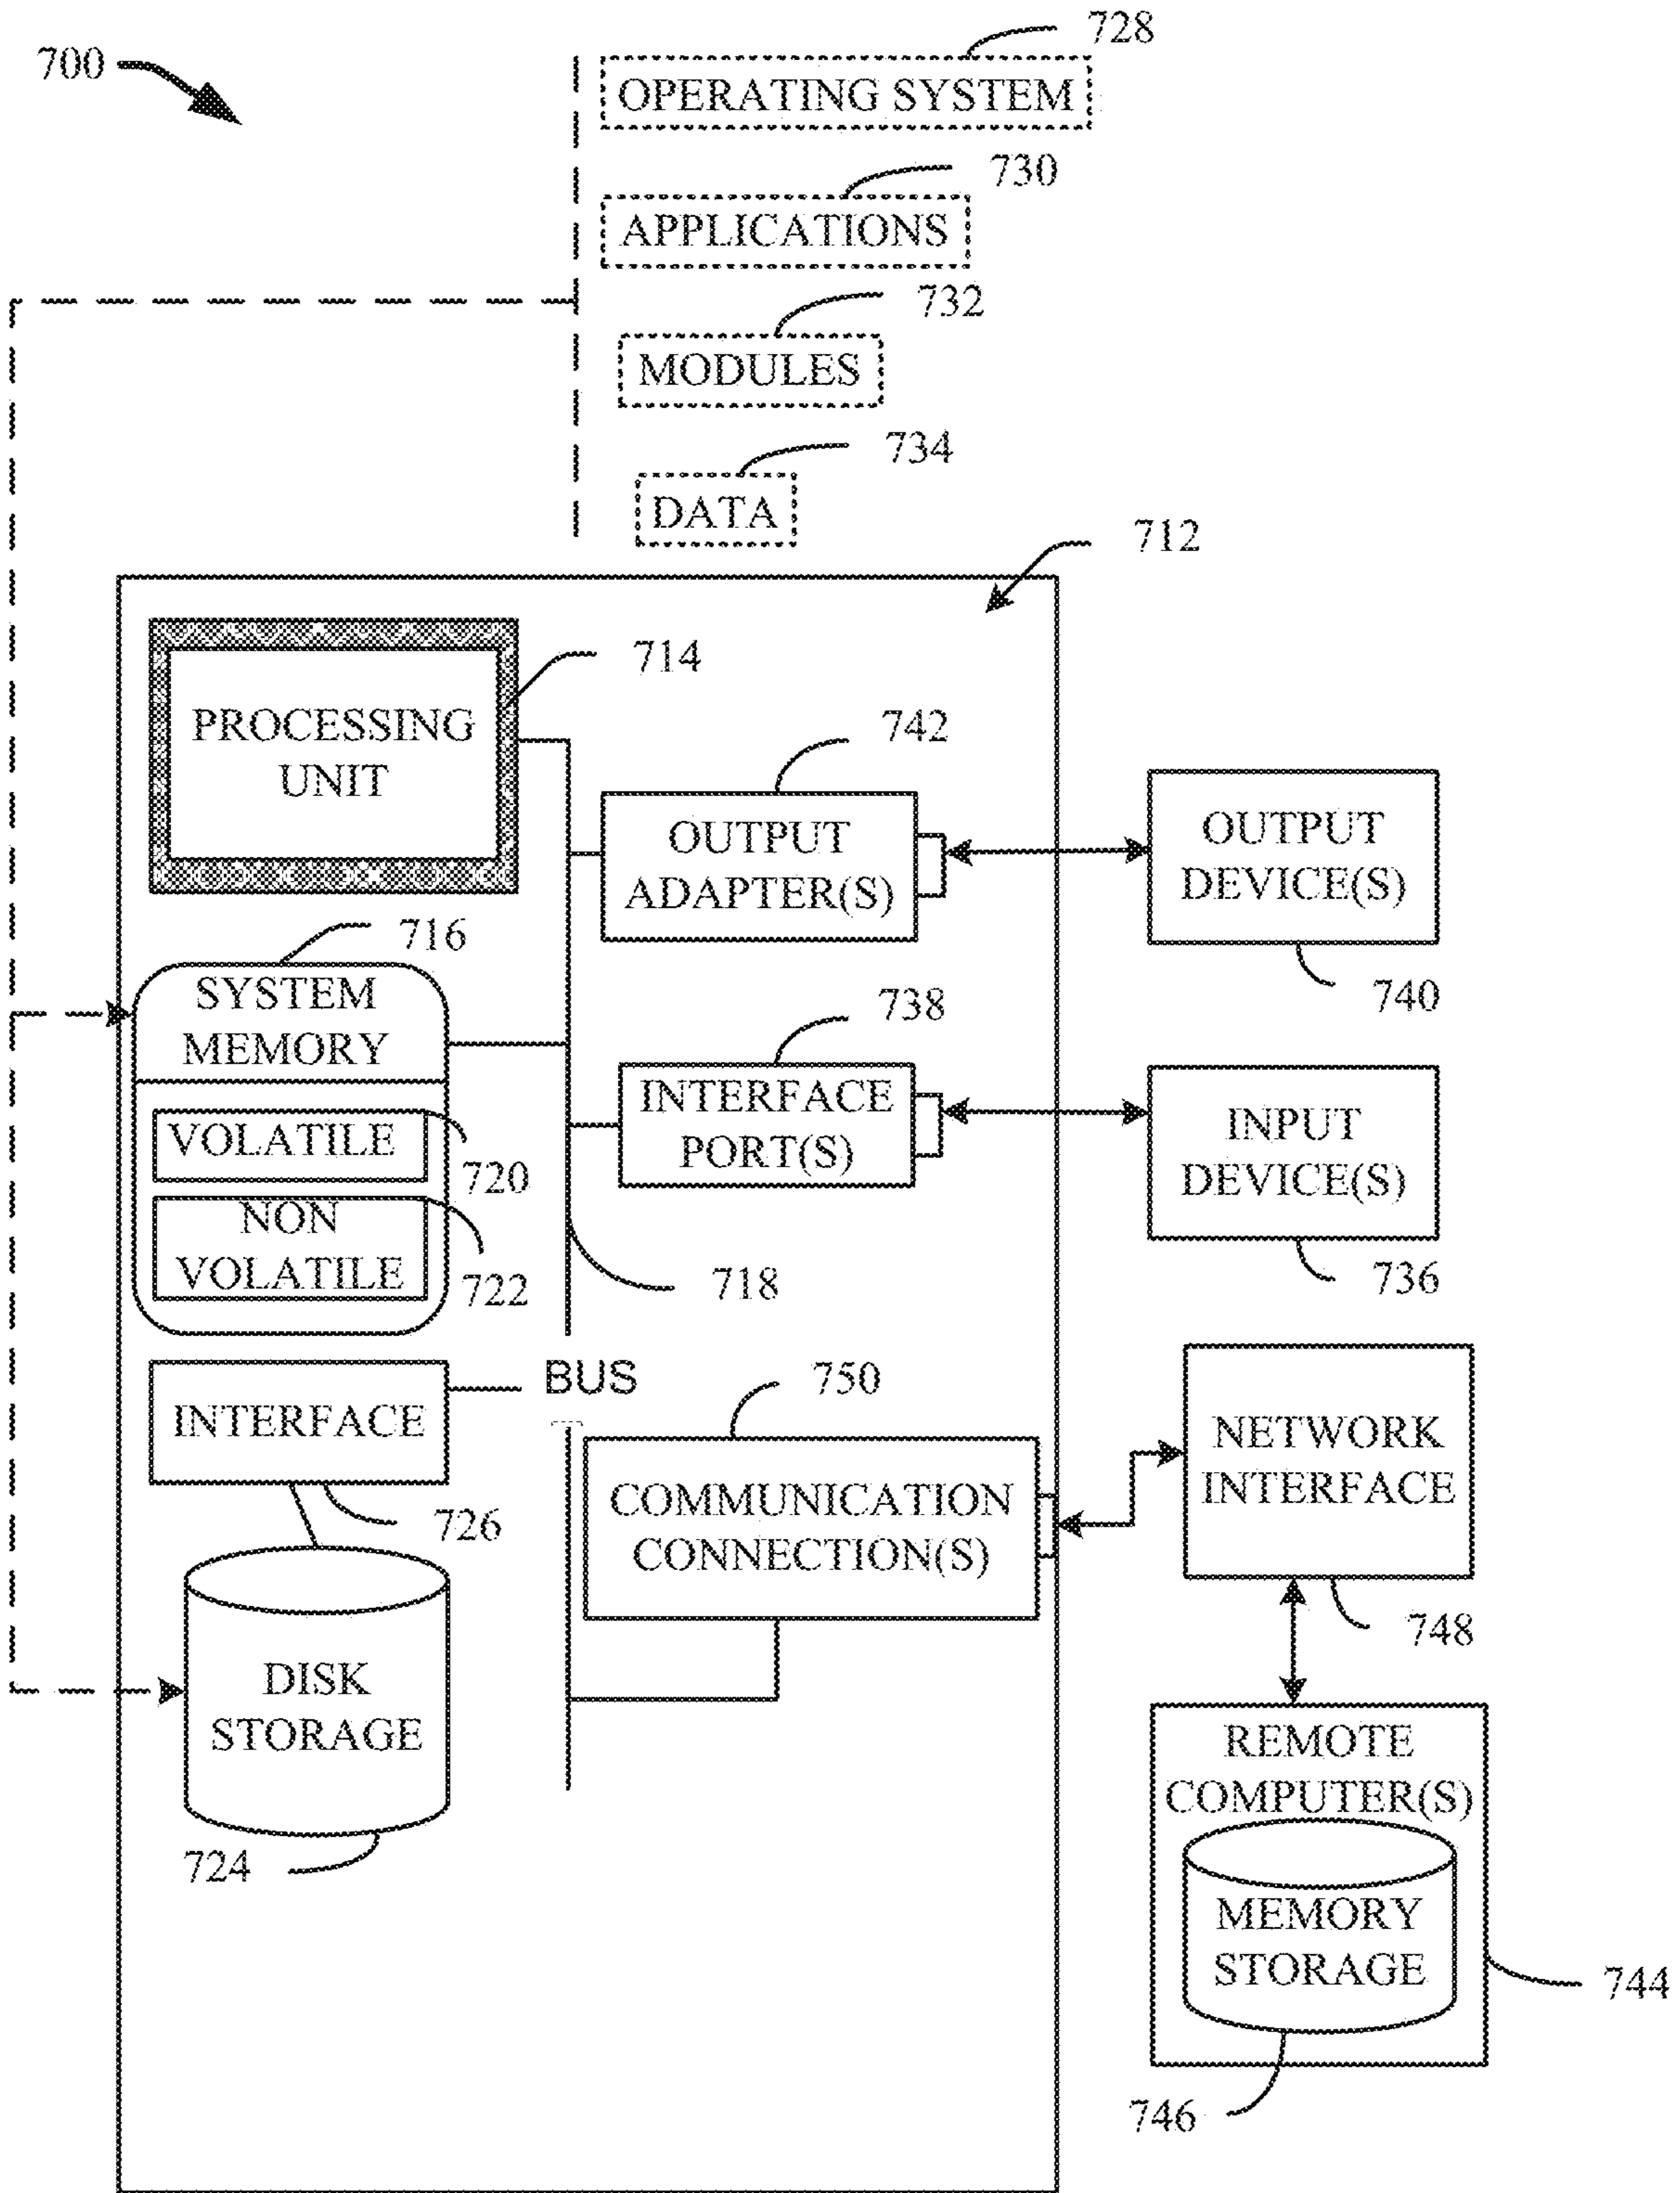 700
728
OPERATING SYSTEM
730
APPLICATIONS
732
MODULES
734
DATA
712
714
PROCESSING
UNIT
742
OUTPUT
ADAPTER(S)
OUTPUT
DEVICE(S)
740
716
SYSTEM
MEMORY
VOLATILE
720
NON
VOLATILE
722
738
INTERFACE
PORT(S)
INPUT
DEVICE(S)
736
718
BUS
INTERFACE
726
750
COMMUNICATION
CONNECTION(S)
NETWORK
INTERFACE
748
DISK
STORAGE
724
REMOTE
COMPUTER(S)
MEMORY
STORAGE
744
746